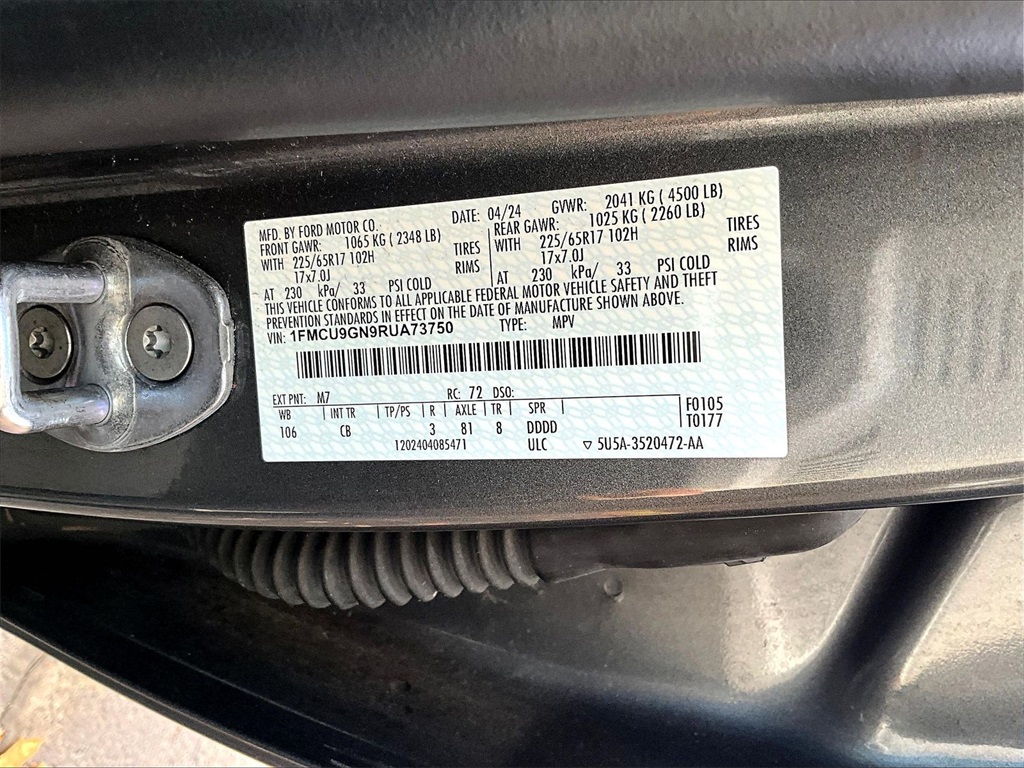 MFD. BY FORD MOTOR CO. DATE: 04/24 GVWR: 2041 KG ( 4500 LB)
FRONT GAWR: 1065 KG ( 2348 LB) REAR GAWR: 1025 KG ( 2260 LB)
WITH 225/65R17 102H TIRES WITH 225/65R17 102H TIRES
17x7.0J RIMS 17x7.0J RIMS
AT 230 kPa/ 33 PSI COLD AT 230 kPa/ 33 PSI COLD
THIS VEHICLE CONFORMS TO ALL APPLICABLE FEDERAL MOTOR VEHICLE SAFETY AND THEFT
PREVENTION STANDARDS IN EFFECT ON THE DATE OF MANUFACTURE SHOWN ABOVE.
VIN: 1FMCU9GN9RUA73750 TYPE: MPV
EXT PNT: M7 RC: 72 DSO:
WB INT TR TP/PS R AXLE TR SPR F0105
106 CB 3 81 8 DDDD T0177
1202404085471 ULC ▽ 5U5A-3520472-AA